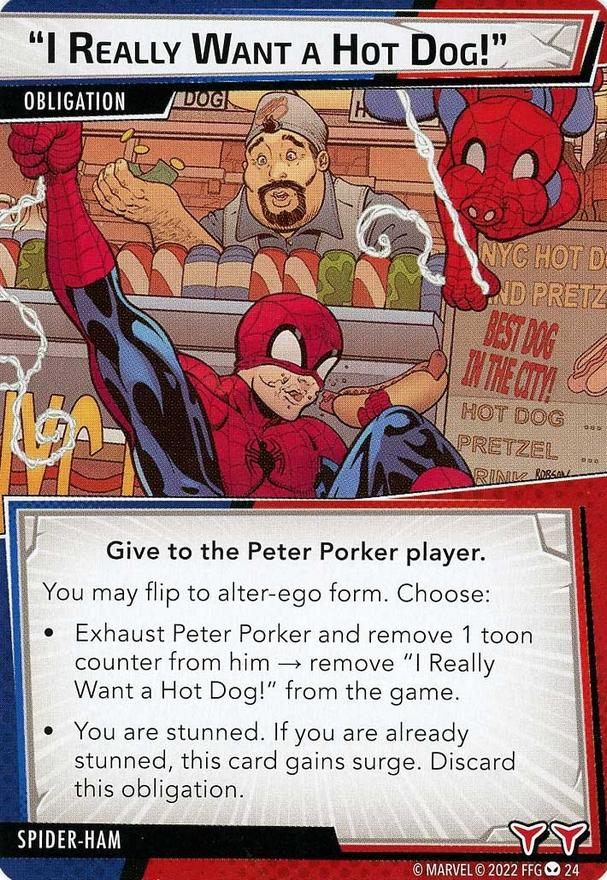 “I REALLY WANT A HOT DOG!”
OBLIGATION
DOG
H
NYC HOT D
ND PRETZ
BEST DOG
IN THE CITY!
HOT DOG ...
PRETZEL ...
RINK
ROBSON
Give to the Peter Porker player.
You may flip to alter-ego form. Choose:
• Exhaust Peter Porker and remove 1 toon
counter from him → remove “I Really
Want a Hot Dog!” from the game.
• You are stunned. If you are already
stunned, this card gains surge. Discard
this obligation.
SPIDER-HAM
© MARVEL © 2022 FFG 24